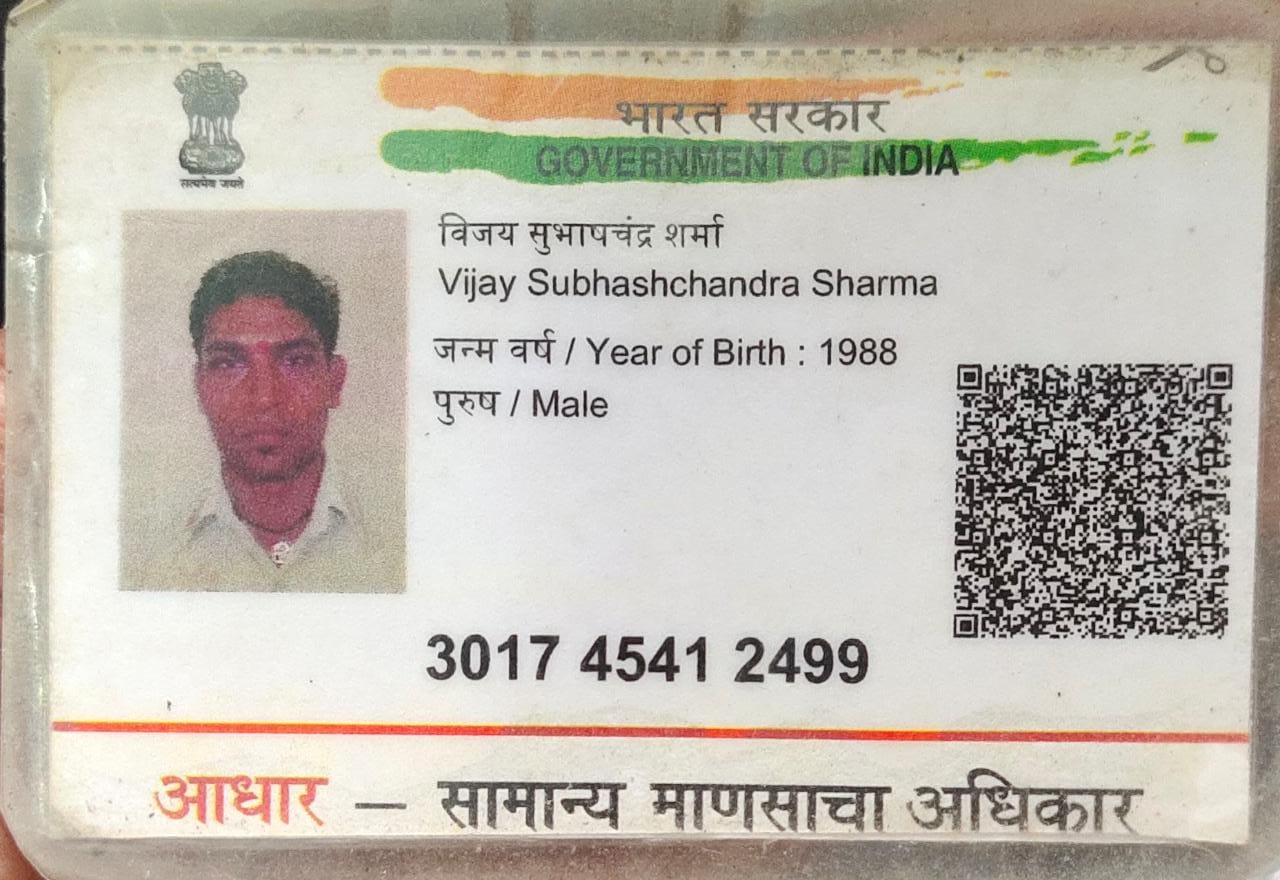 सत्यमेव जयते
भारत सरकार
GOVERNMENT OF INDIA
विजय सुभाषचंद्र शर्मा
Vijay Subhashchandra Sharma
जन्म वर्ष / Year of Birth : 1988
पुरुष / Male
3017 4541 2499
आधार — सामान्य माणसाचा अधिकार